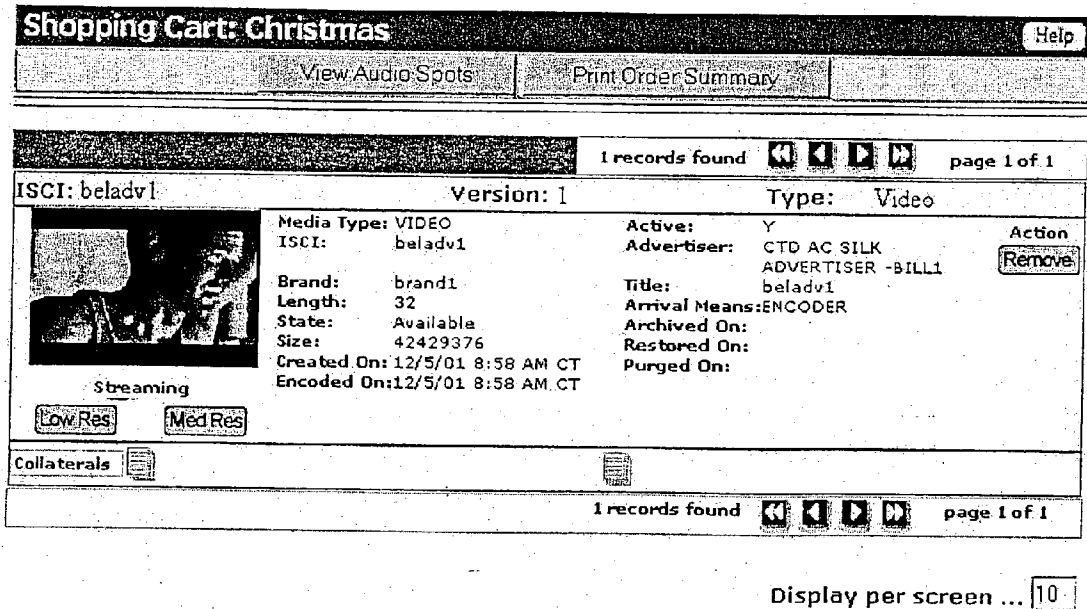 Shopping Cart: Christmas
Help
View Audio Spots
Print Order Summary
1 records found
page 1 of 1
ISCI: beladv1
Version: 1
Type: Video
Media Type: VIDEO
ISCI: beladv1
Brand: brand1
Length: 32
State: Available
Size: 42429376
Created On: 12/5/01 8:58 AM CT
Encoded On: 12/5/01 8:58 AM CT
Active: Y
Advertiser: CTD AC SILK
ADVERTISER -BILL1
Title: beladv1
Arrival Means: ENCODER
Archived On:
Restored On:
Purged On:
Action
Remove
Streaming
Low Res
Med Res
Collaterals
1 records found
page 1 of 1
Display per screen ... 10